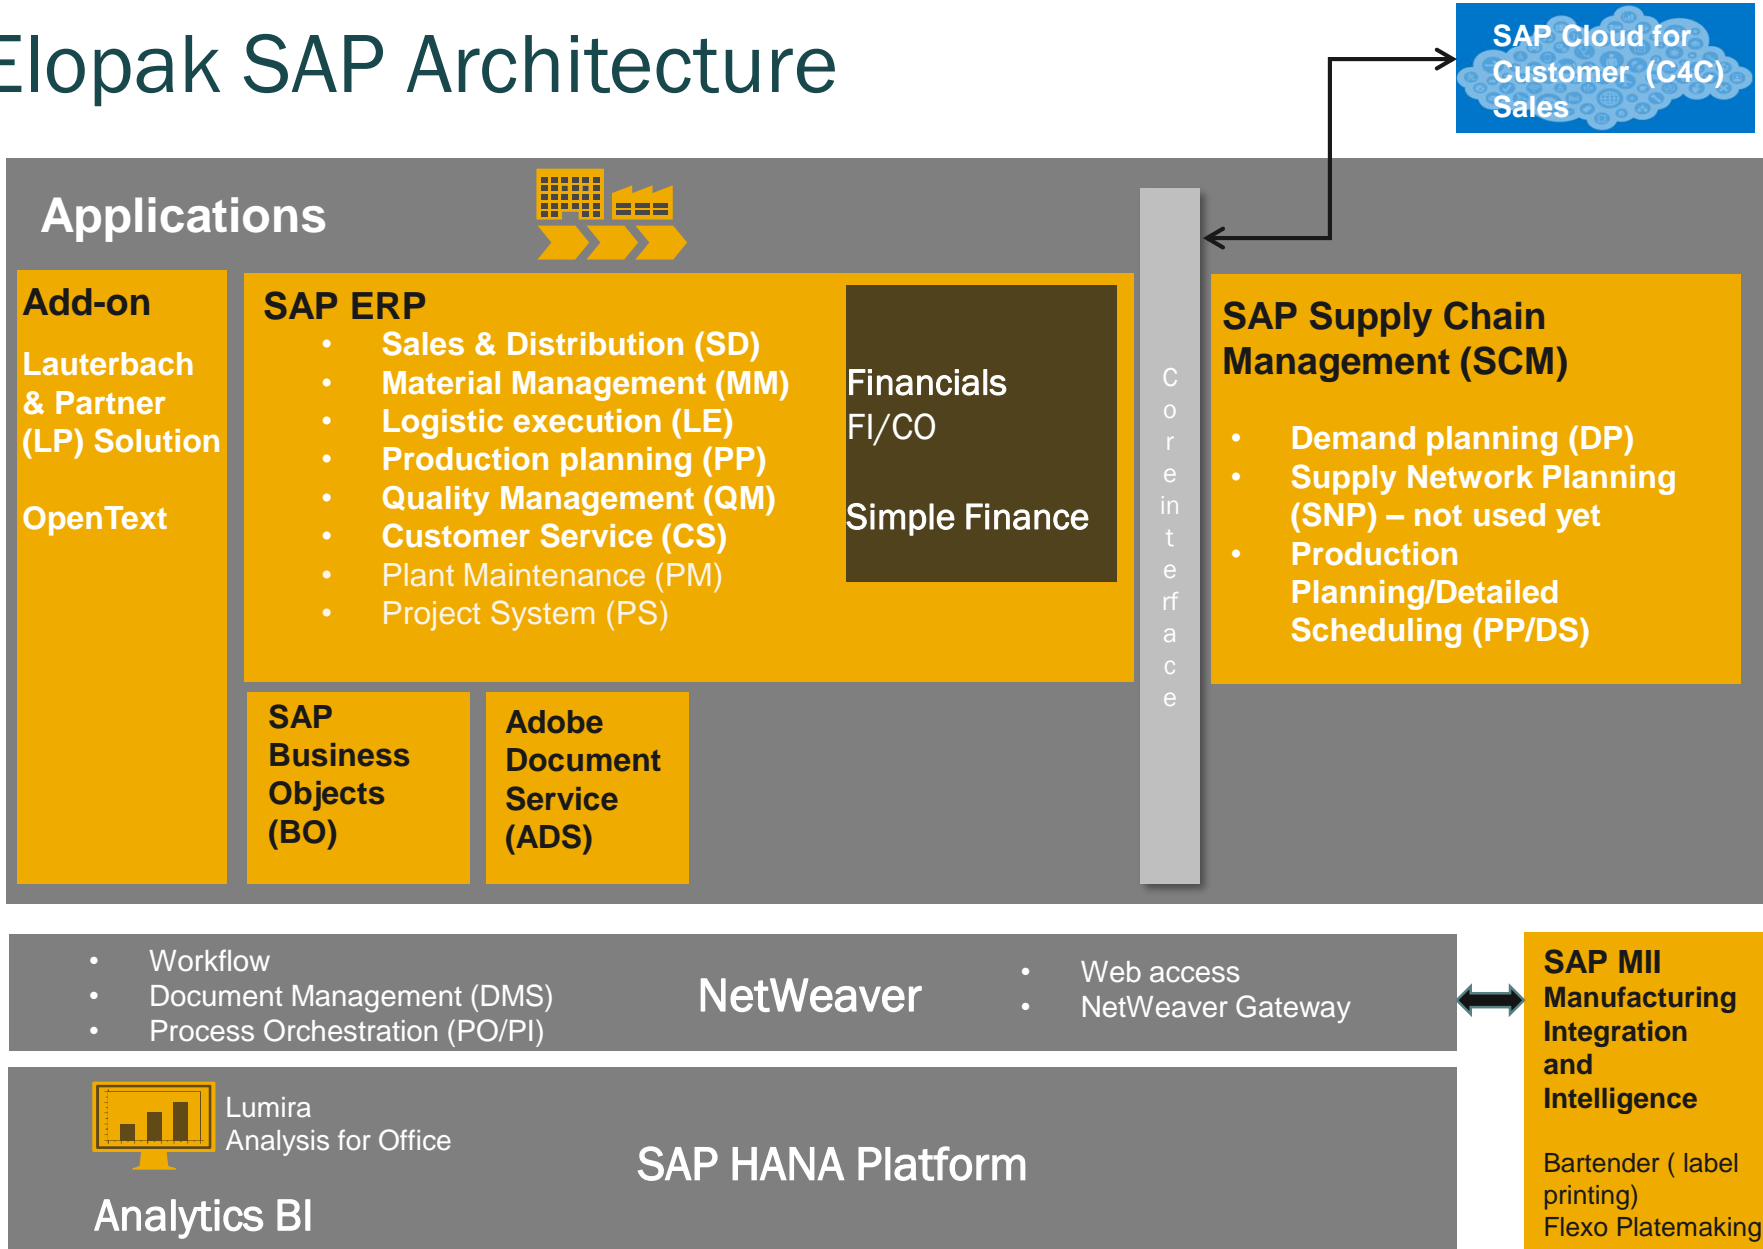 Elopak SAP Architecture
SAP Cloud for
Customer (C4C)
Sales
Applications
Add-on
Lauterbach
& Partner
(LP) Solution
OpenText
SAP ERP
• Sales & Distribution (SD)
• Material Management (MM)
• Logistic execution (LE)
• Production planning (PP)
• Quality Management (QM)
• Customer Service (CS)
• Plant Maintenance (PM)
• Project System (PS)
Financials
FI/CO
Simple Finance
C
o
r
e
in
t
e
rf
a
c
e
SAP Supply Chain
Management (SCM)
• Demand planning (DP)
• Supply Network Planning
(SNP) – not used yet
• Production
Planning/Detailed
Scheduling (PP/DS)
SAP
Business
Objects
(BO)
Adobe
Document
Service
(ADS)
• Workflow
• Document Management (DMS)
• Process Orchestration (PO/PI)
NetWeaver
• Web access
• NetWeaver Gateway
SAP MII
Manufacturing
Integration
and
Intelligence
Bartender ( label
printing)
Flexo Platemaking
Lumira
Analysis for Office
Analytics BI
SAP HANA Platform